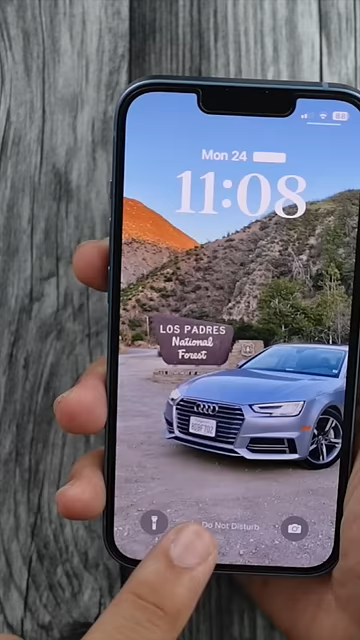 Mon 24
11:08
LOS PADRES
National
Forest
Do Not Disturb